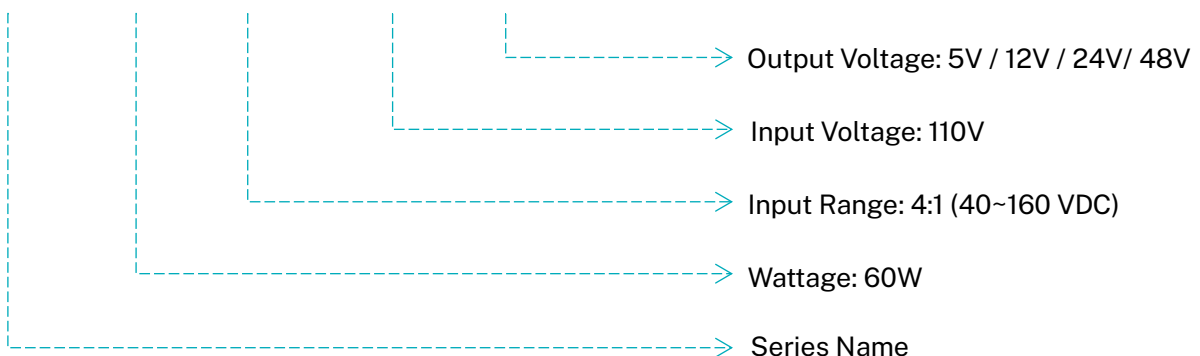 Output Voltage: 5V / 12V / 24V/ 48V
Input Voltage: 110V
Input Range: 4:1 (40~160 VDC)
Wattage: 60W
Series Name